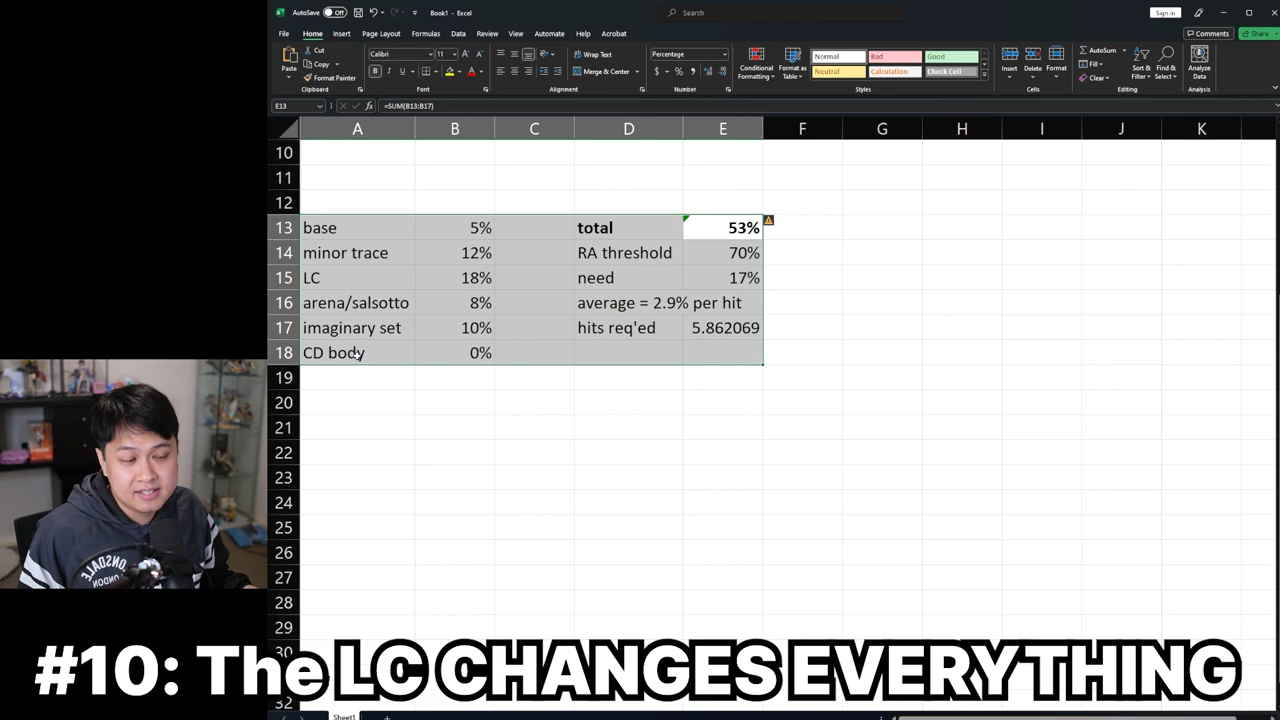 AutoSave Off Book1 - Excel Search Sign in
File Home Insert Page Layout Formulas Data Review View Automate Help Acrobat Comments Share
Paste Cut Copy Format Painter Clipboard
Calibri 11 B I U Font
Wrap Text Merge & Center Alignment
Percentage $ % Number
Conditional Formatting Format as Table
Normal Bad Good
Neutral Calculation Check Cell
Styles
Insert Delete Format Cells
AutoSum Fill Clear Sort & Filter Find & Select Editing
Analyze Data Analysis
E13 fx =SUM(B13:B17)
A B C D E F G H I J K
10
11
12
13 base 5% total 53%
14 minor trace 12% RA threshold 70%
15 LC 18% need 17%
16 arena/salsotto 8% average = 2.9% per hit
17 imaginary set 10% hits req'ed 5.862069
18 CD body 0%
19
20
21
22
23
24
25
26
27
28
29
30
32
Sheet1
LONSDALE
LONDON
#10: The LC CHANGES EVERYTHING